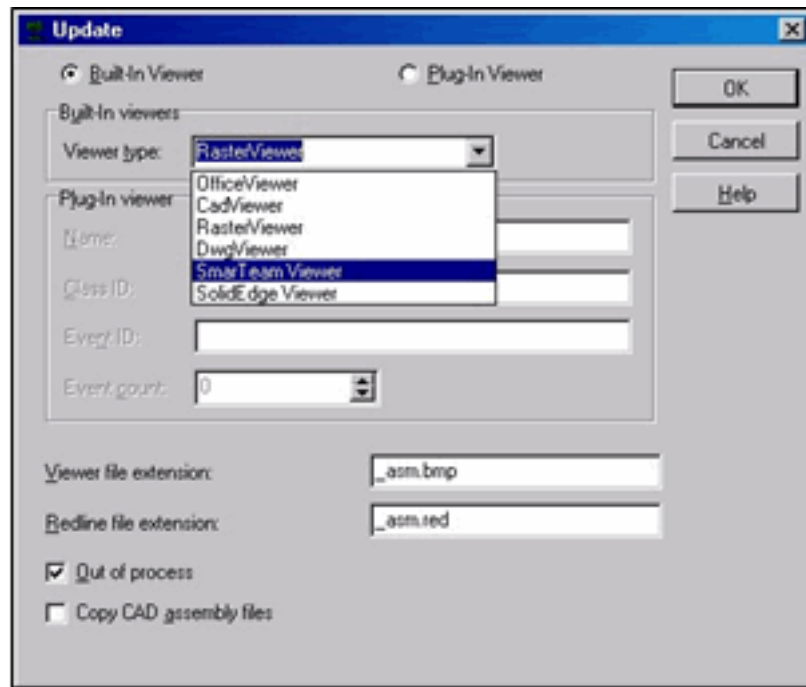 Update
Built-In Viewer
Plug-In Viewer
OK
Built-In viewers
Viewer type:
RasterViewer
Cancel
OfficeViewer
CadViewer
RasterViewer
DwgViewer
SmarTeam Viewer
SolidEdge Viewer
Help
Plug-In viewer
Name:
Class ID:
Event ID:
Event count:
0
Viewer file extension:
_asm.bmp
Redline file extension:
_asm.red
Out of process
Copy CAD assembly files